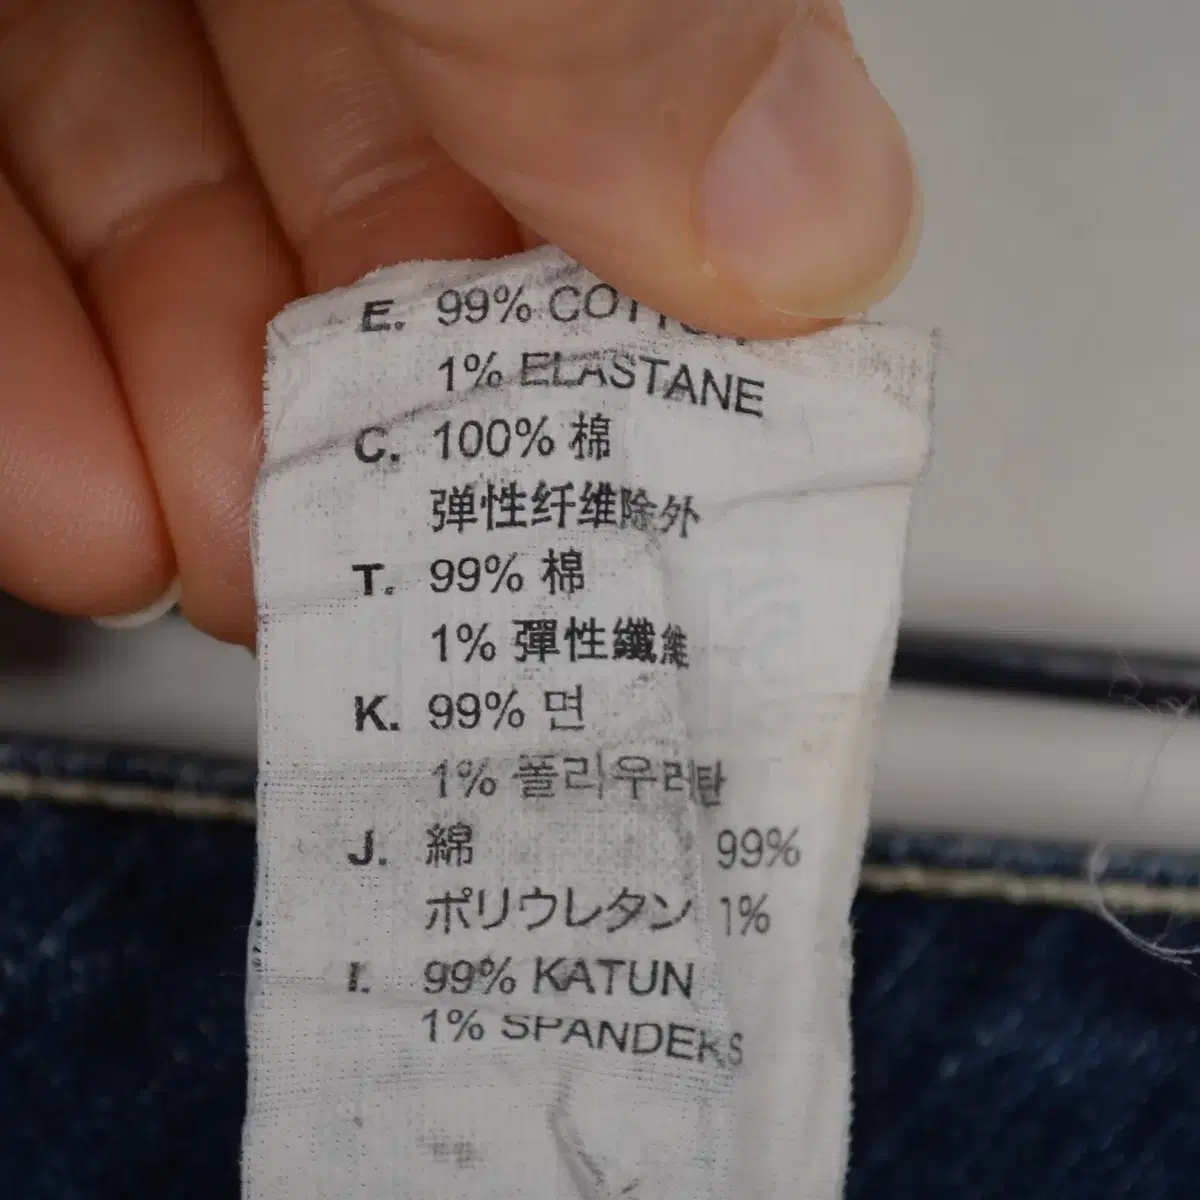 E. 99% COTTON
1% ELASTANE
C. 100% 棉
弹性纤维除外
T. 99% 棉
1% 彈性纖維
K. 99% 면
1% 폴리우레탄
J. 綿 99%
ポリウレタン 1%
I. 99% KATUN
1% SPANDEKS